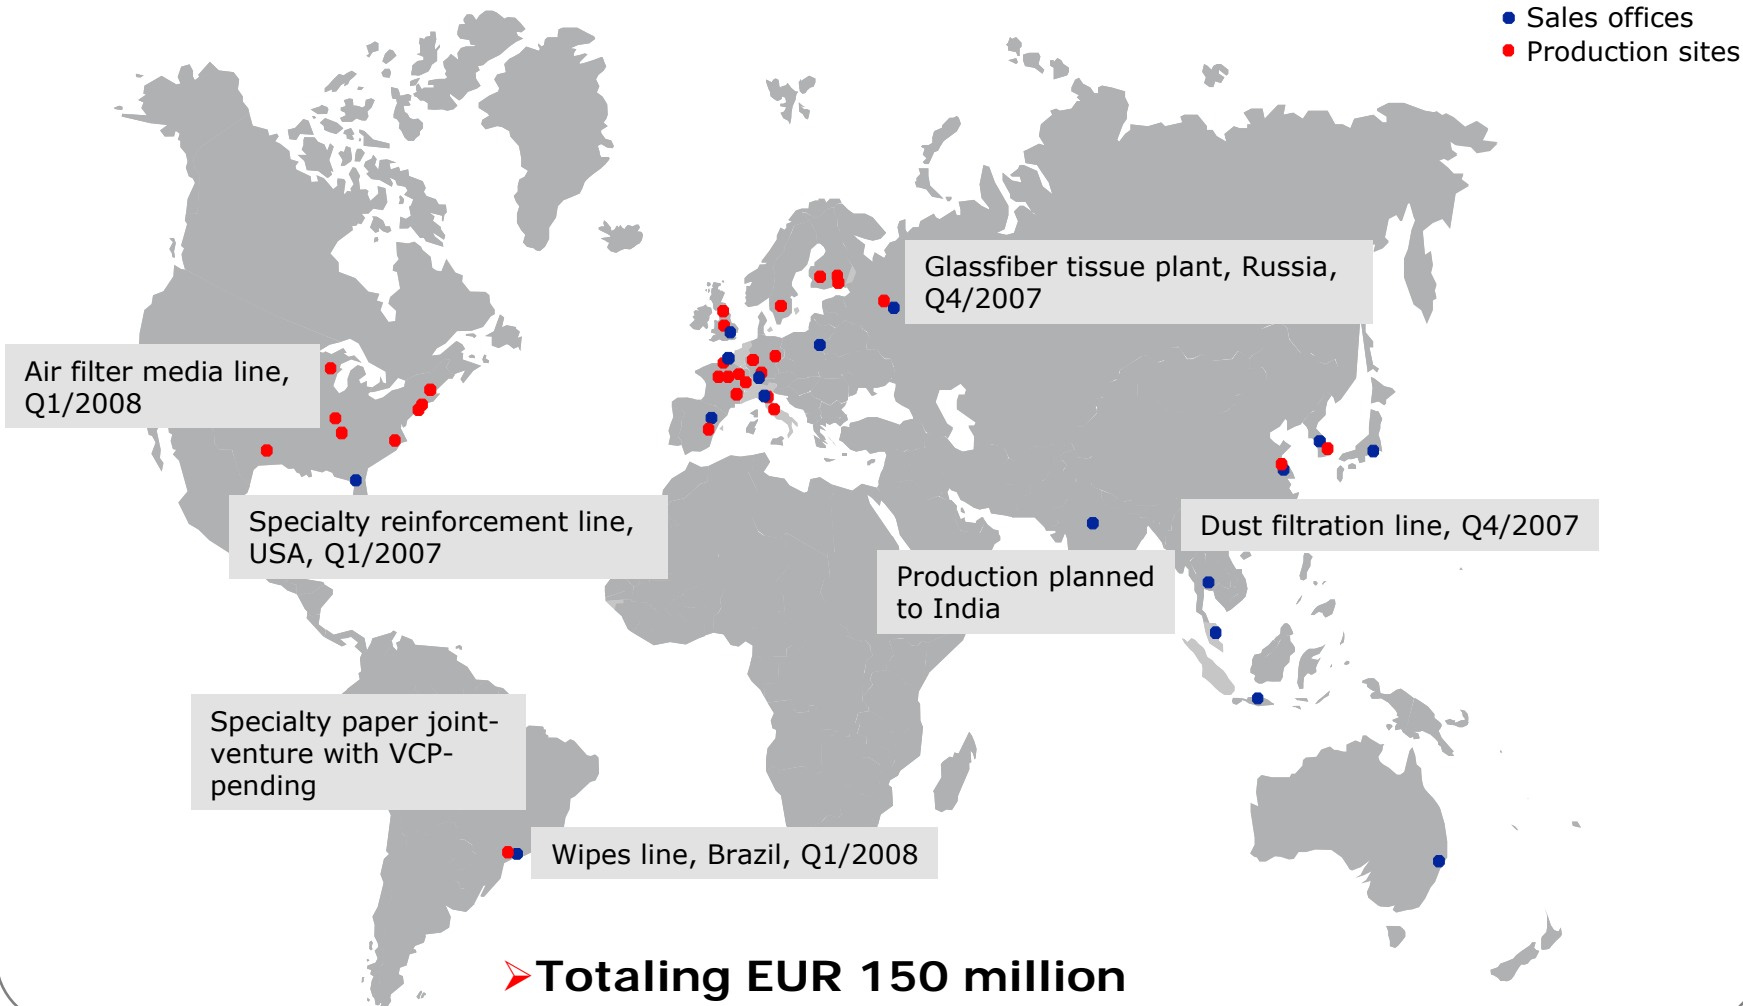 Sales offices
Production sites
Glassfiber tissue plant, Russia,
Q4/2007
Air filter media line,
Q1/2008
Specialty reinforcement line,
USA, Q1/2007
Dust filtration line, Q4/2007
Production planned
to India
Specialty paper joint-
venture with VCP-
pending
Wipes line, Brazil, Q1/2008
Totaling EUR 150 million